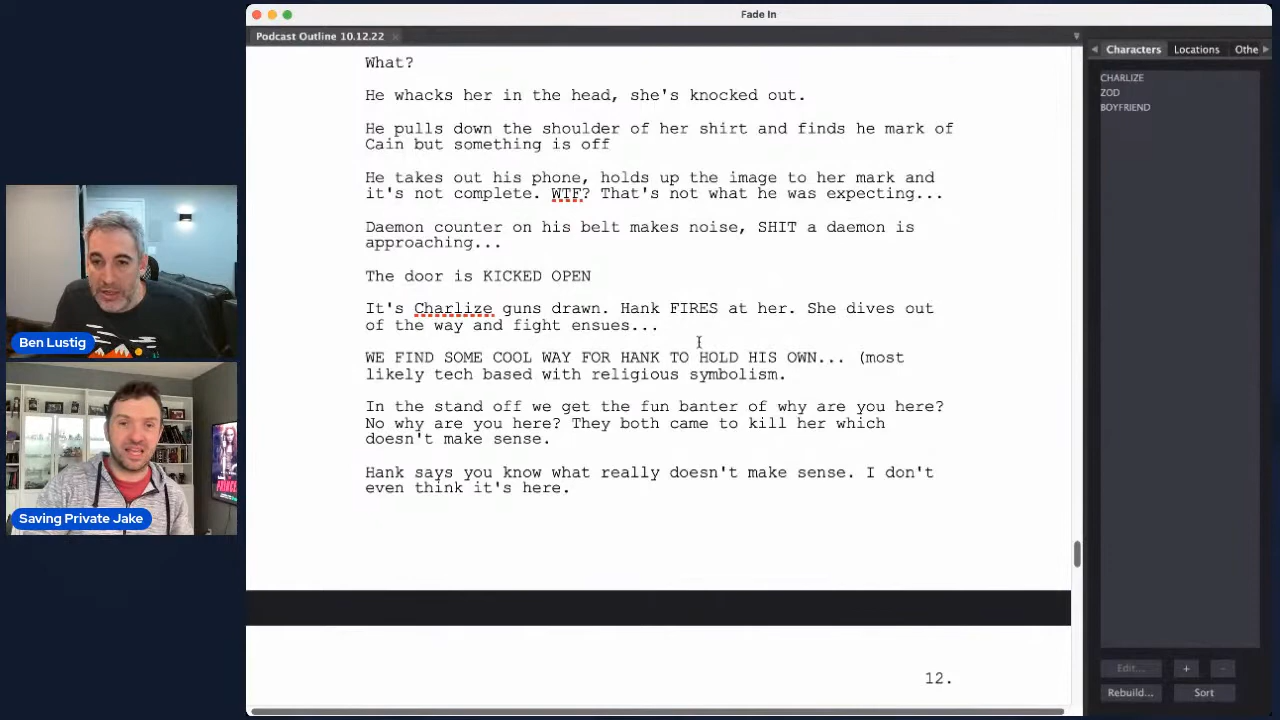 Fade In
Podcast Outline 10.12.22
What?
He whacks her in the head, she's knocked out.
He pulls down the shoulder of her shirt and finds he mark of
Cain but something is off
He takes out his phone, holds up the image to her mark and
it's not complete. WTF? That's not what he was expecting...
Daemon counter on his belt makes noise, SHIT a daemon is
approaching...
The door is KICKED OPEN
It's Charlize guns drawn. Hank FIRES at her. She dives out
of the way and fight ensues...
WE FIND SOME COOL WAY FOR HANK TO HOLD HIS OWN... (most
likely tech based with religious symbolism.
In the stand off we get the fun banter of why are you here?
No why are you here? They both came to kill her which
doesn't make sense.
Hank says you know what really doesn't make sense. I don't
even think it's here.
12.
Characters
Locations
Othe
CHARLIZE
ZOD
BOYFRIEND
Edit...
+
-
Rebuild...
Sort
Ben Lustig
Saving Private Jake